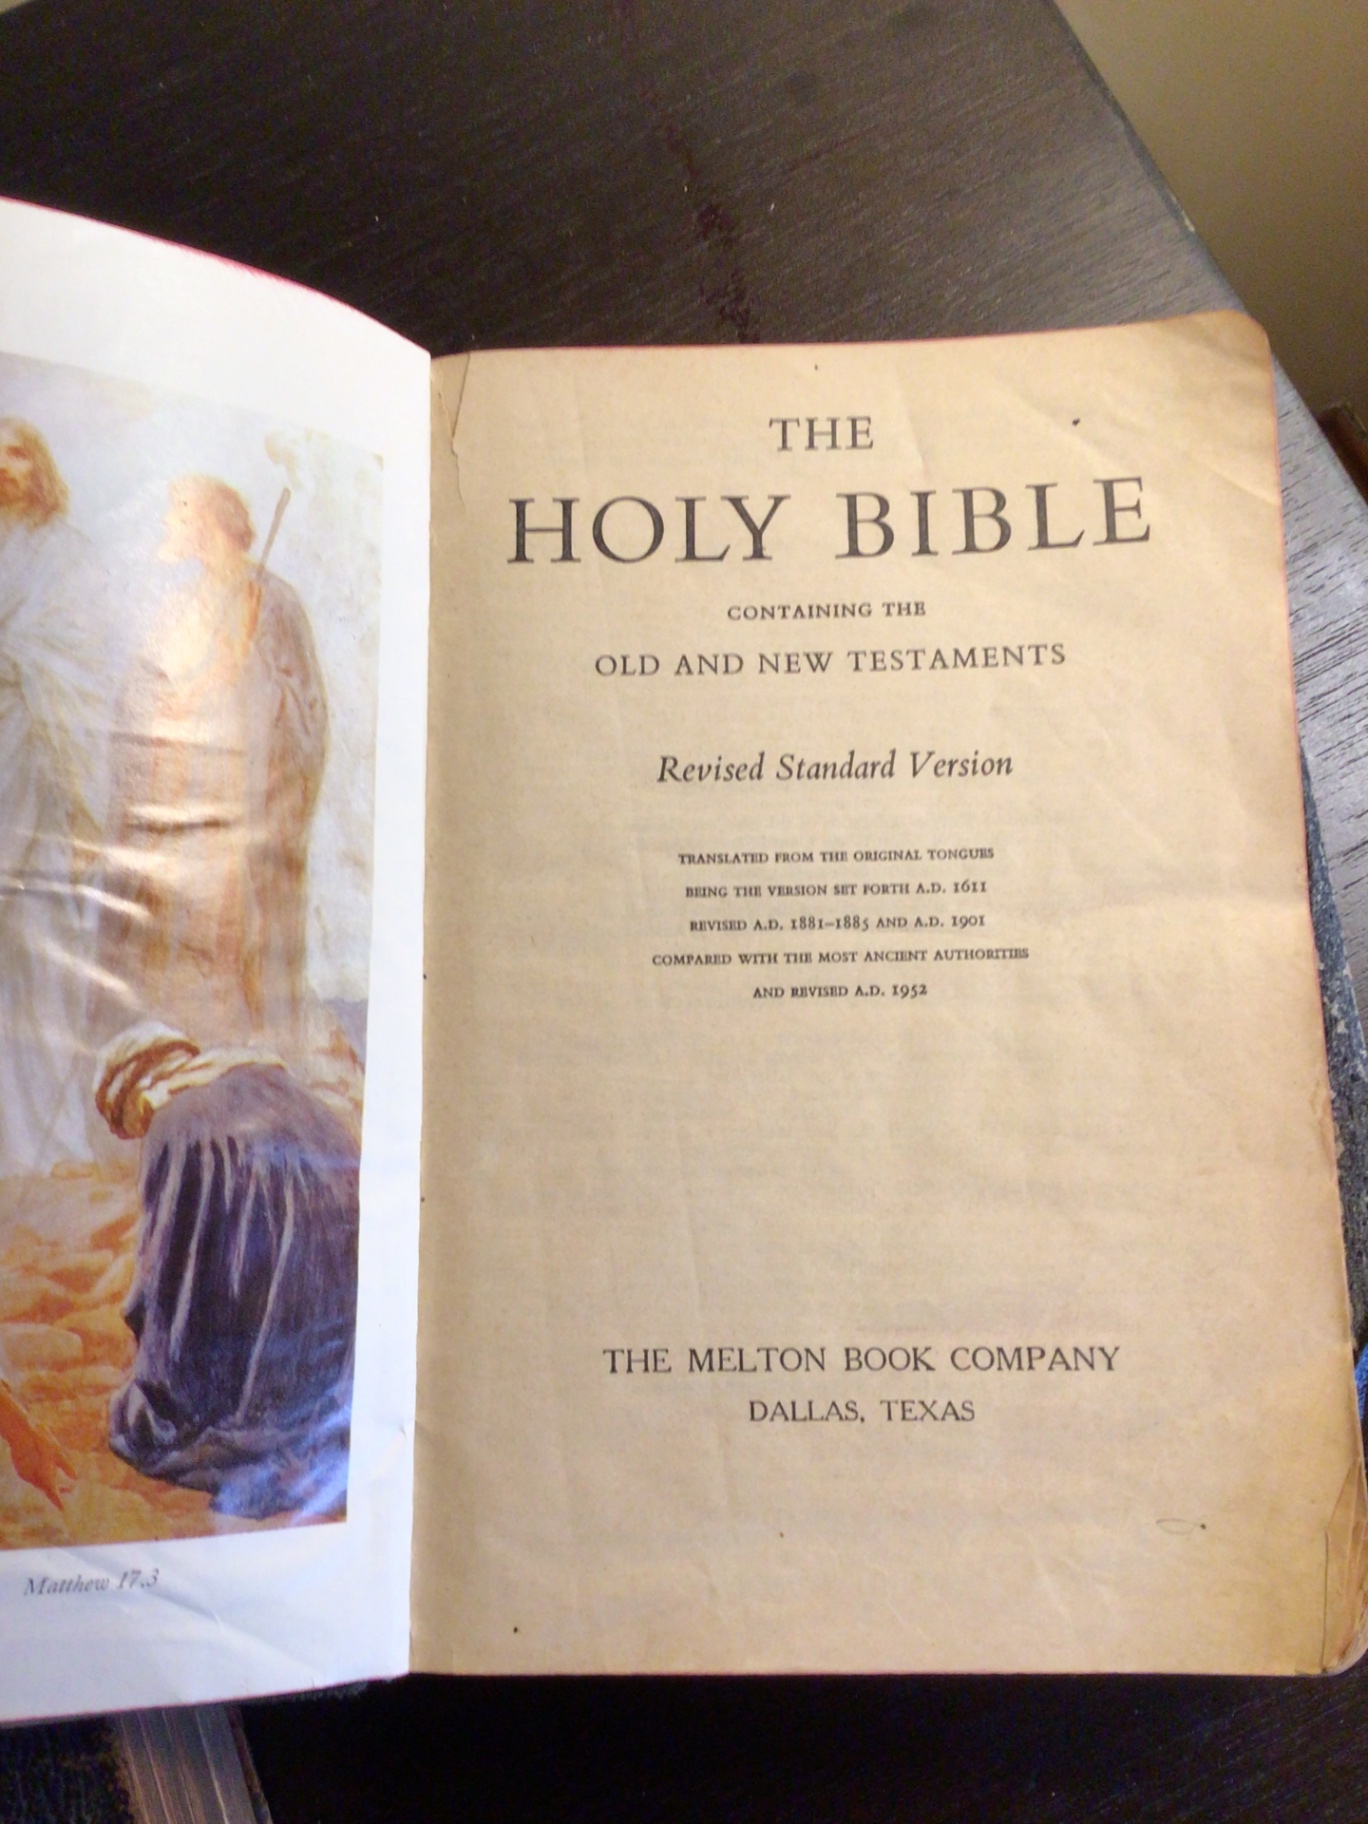 Matthew 17.3
THE
HOLY BIBLE
CONTAINING THE
OLD AND NEW TESTAMENTS
Revised Standard Version
TRANSLATED FROM THE ORIGINAL TONGUES
BEING THE VERSION SET FORTH A.D. 1611
REVISED A.D. 1881–1885 AND A.D. 1901
COMPARED WITH THE MOST ANCIENT AUTHORITIES
AND REVISED A.D. 1952
THE MELTON BOOK COMPANY
DALLAS, TEXAS